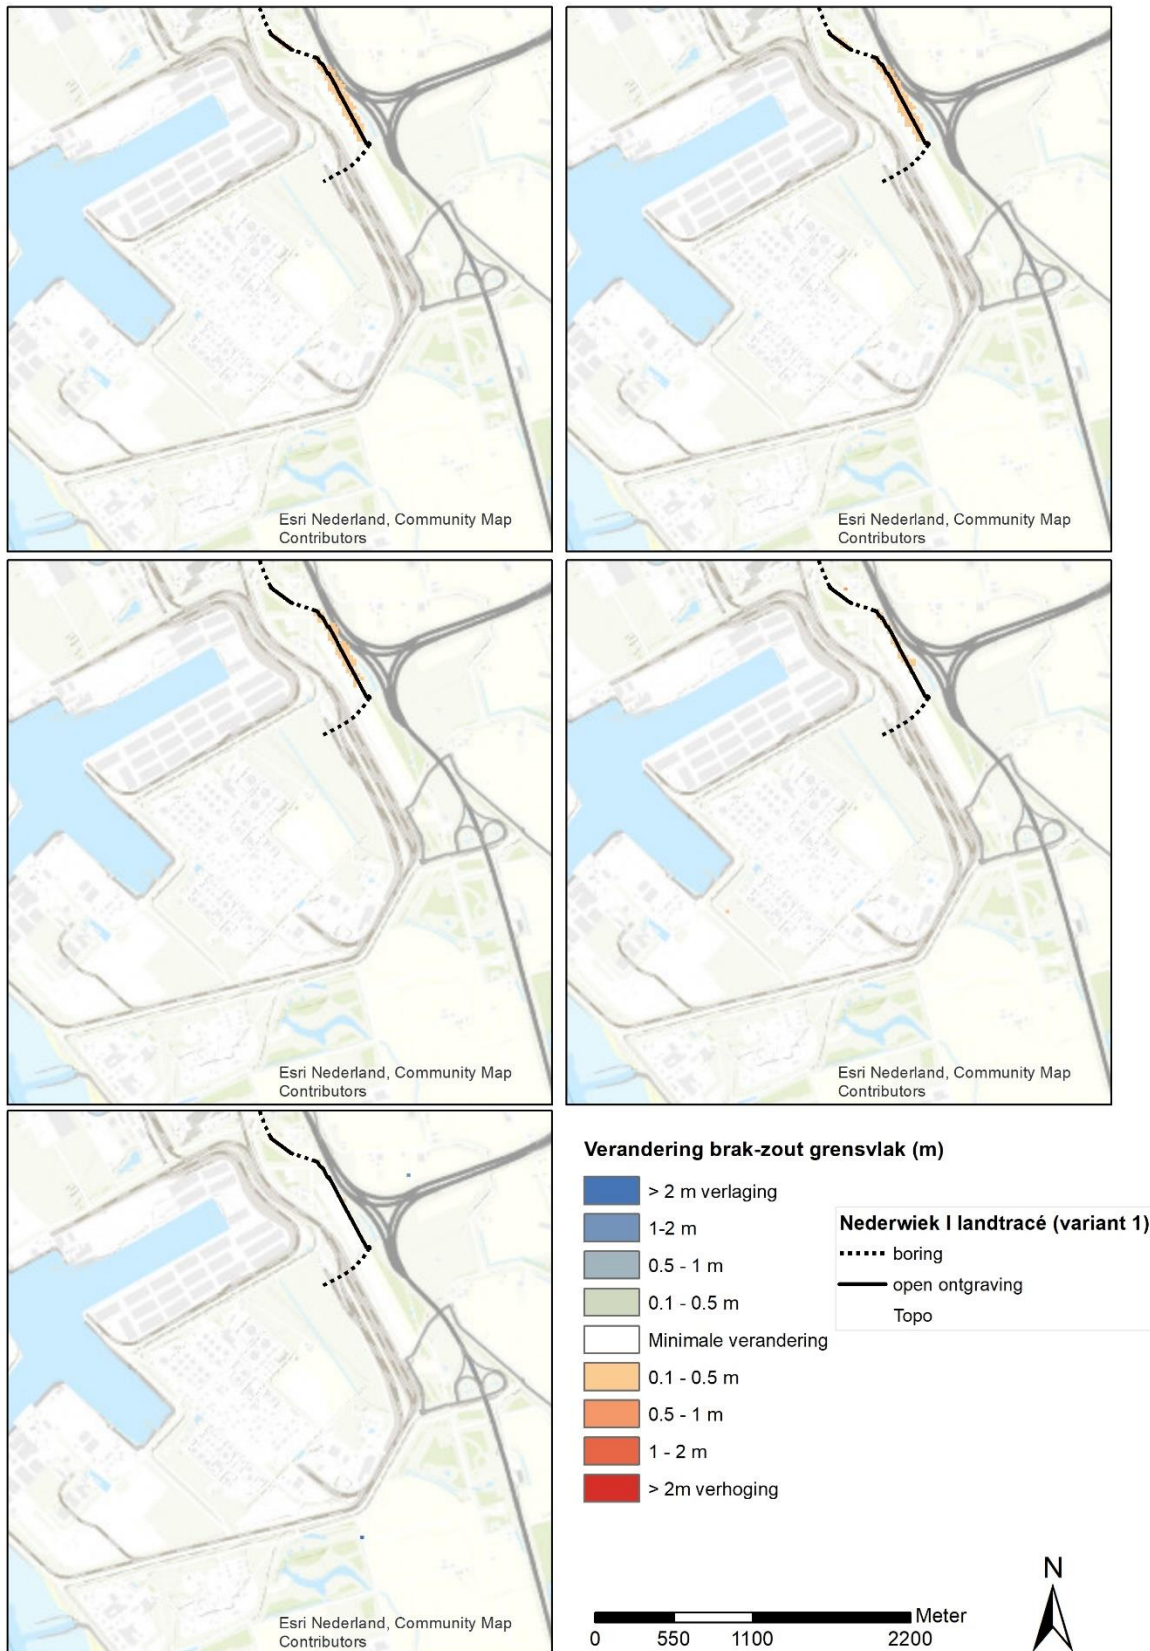 Esri Nederland, Community Map
Contributors
Esri Nederland, Community Map
Contributors
Esri Nederland, Community Map
Contributors
Esri Nederland, Community Map
Contributors
Esri Nederland, Community Map
Contributors
Verandering brak-zout grensvlak (m)
> 2 m verlaging
1-2 m
0.5 - 1 m
0.1 - 0.5 m
Minimale verandering
0.1 - 0.5 m
0.5 - 1 m
1 - 2 m
> 2m verhoging
Nederwiek I landtracé (variant 1)
boring
open ontgraving
Topo
N
Meter
0 550 1100 2200